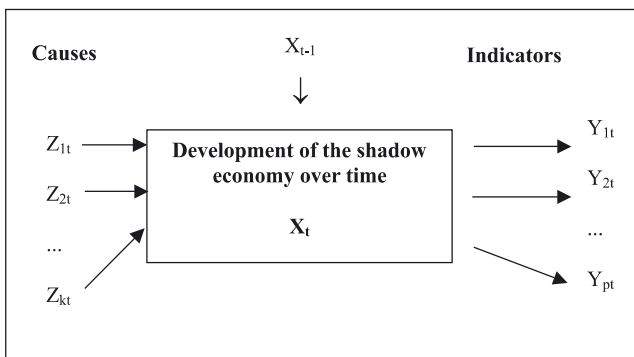 Causes
X_{t-1}
Indicators
Z_{1t}
Z_{2t}
...
Z_{kt}
Development of the shadow
economy over time
X_t
Y_{1t}
Y_{2t}
...
Y_{pt}